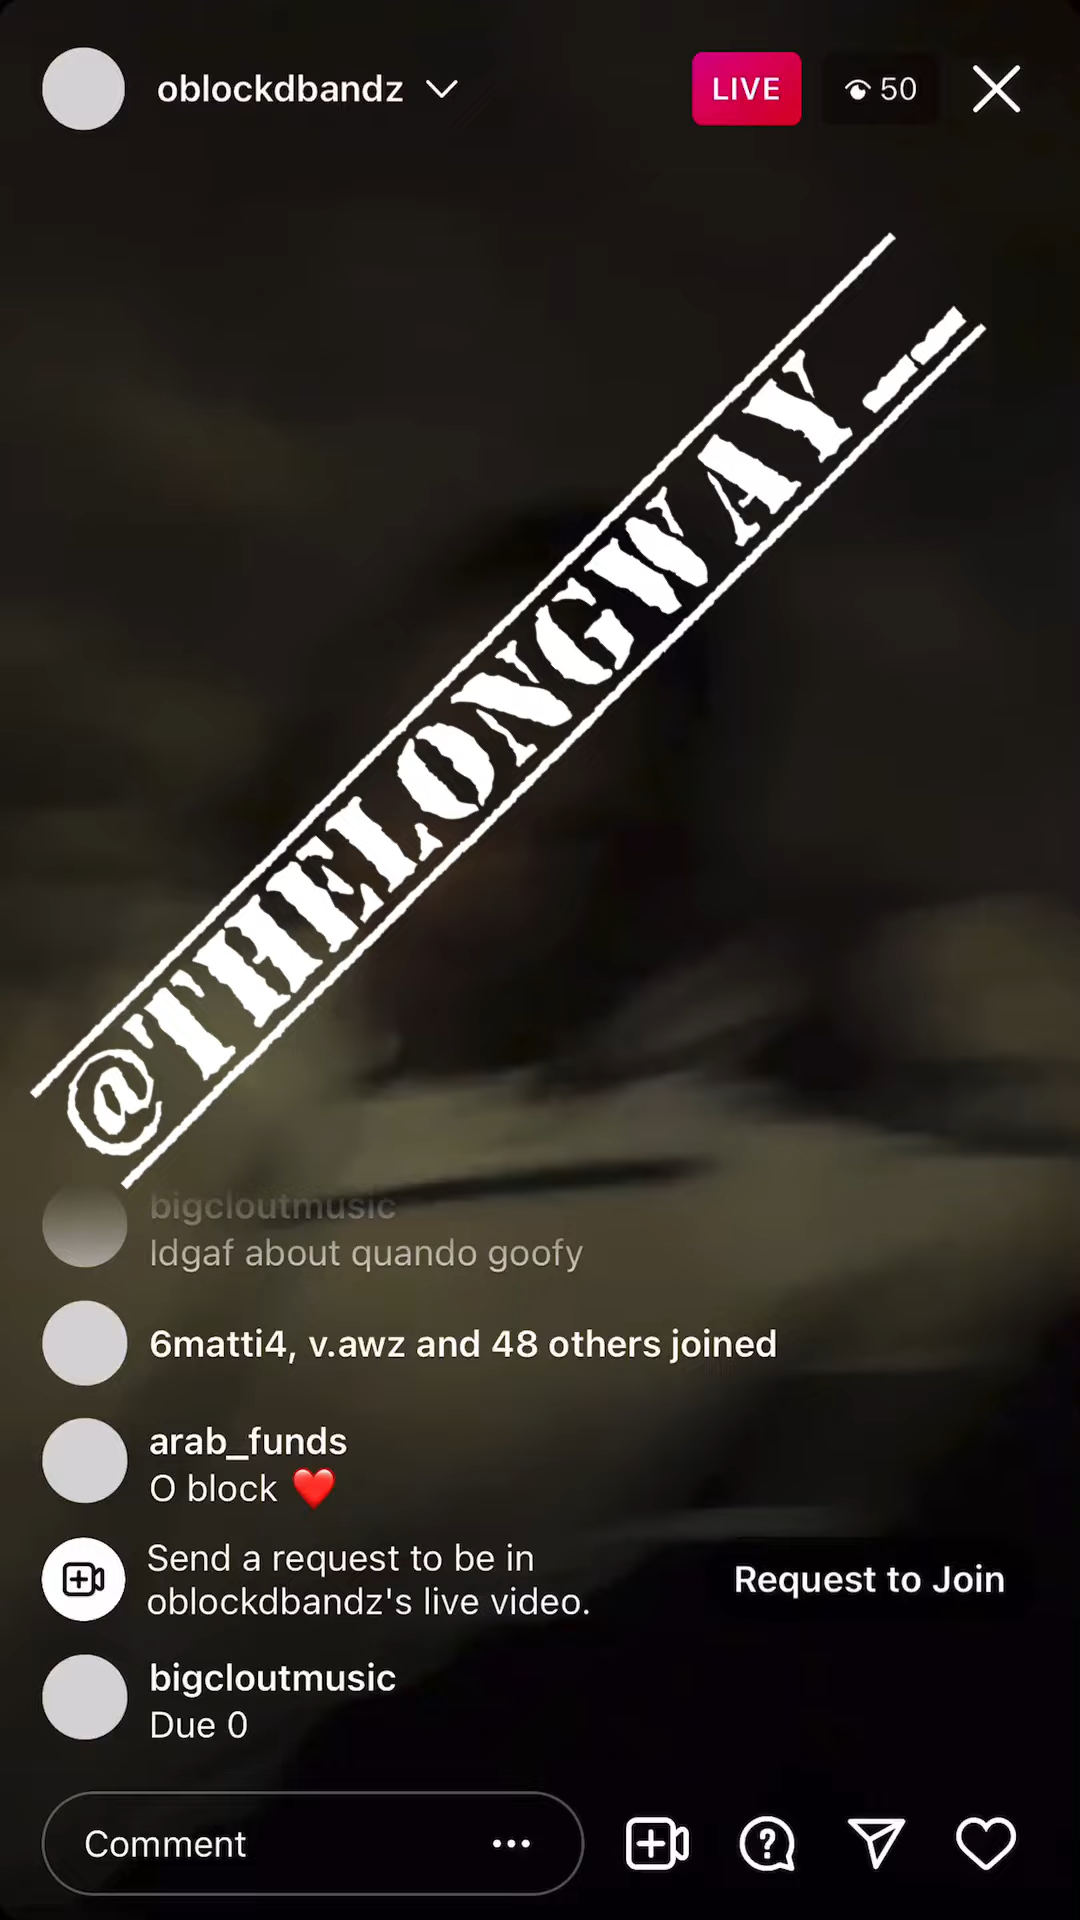 oblockdbandz
LIVE
50
@THELONGWAY__
bigcloutmusic
Idgaf about quando goofy
6matti4, v.awz and 48 others joined
arab_funds
O block ❤️
Send a request to be in
oblockdbandz's live video.
Request to Join
bigcloutmusic
Due 0
Comment